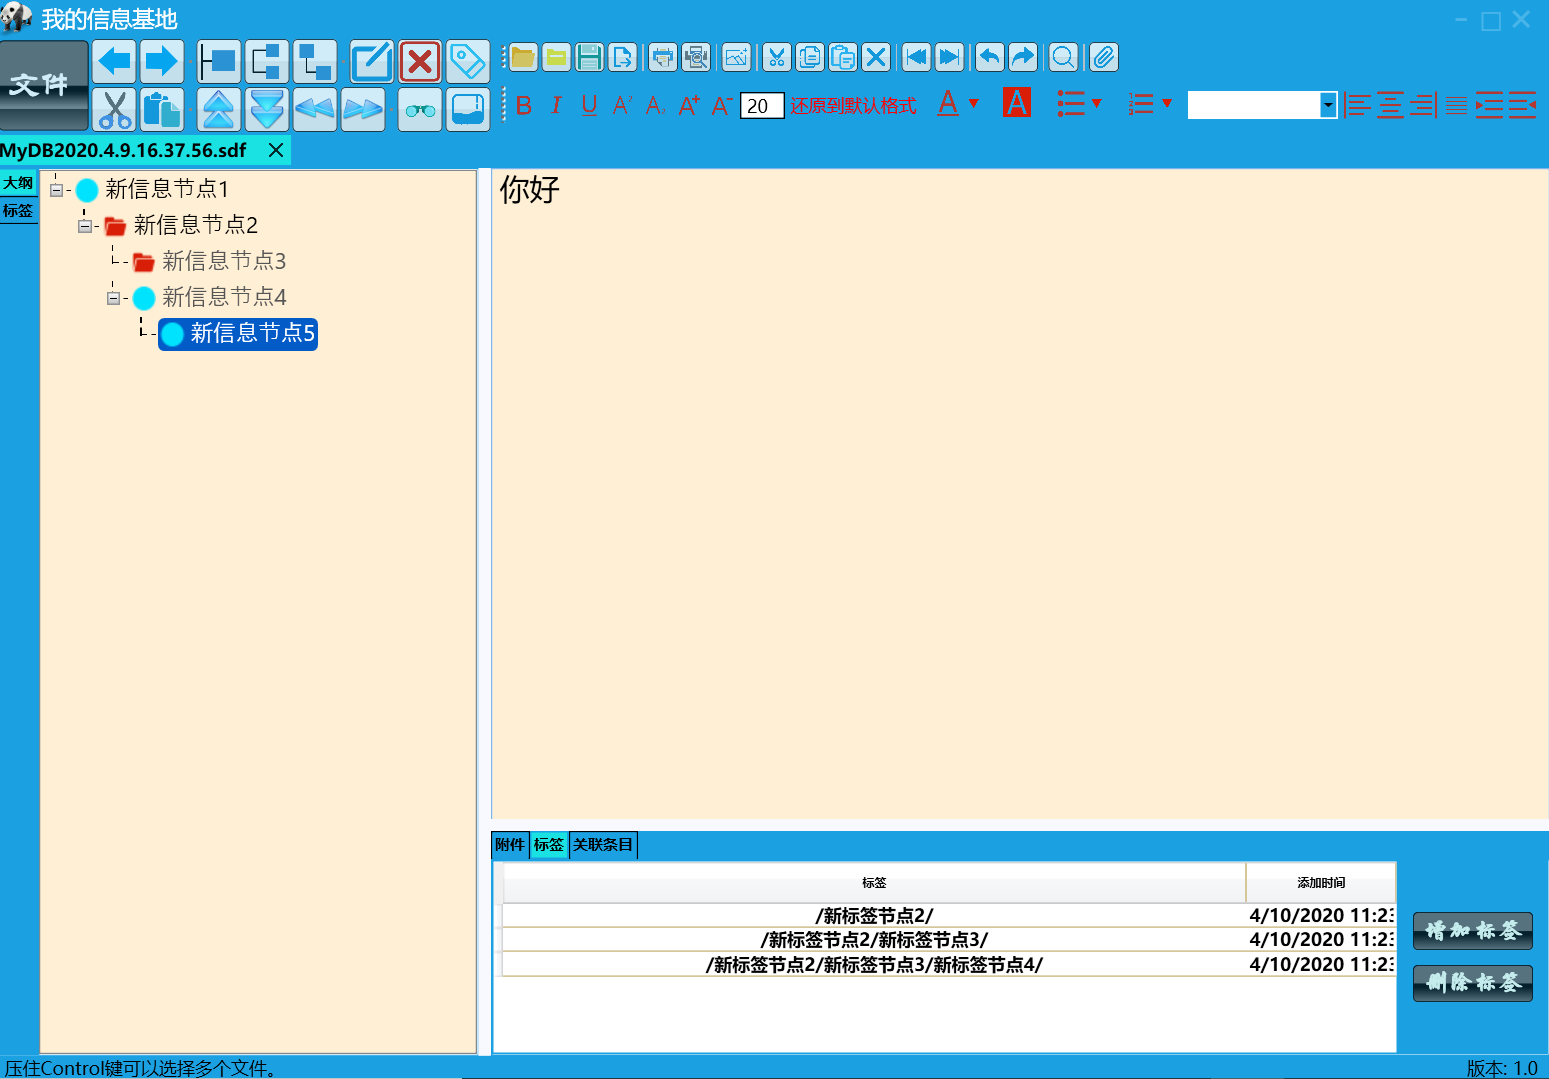 我的信息基地
文件
B I U A A A+ A- 20 还原到默认格式 A A
MyDB2020.4.9.16.37.56.sdf
大纲
标签
新信息节点1
新信息节点2
新信息节点3
新信息节点4
新信息节点5
你好
附件 标签 关联条目
标签 添加时间
/新标签节点2/ 4/10/2020 11:23
/新标签节点2/新标签节点3/ 4/10/2020 11:23
/新标签节点2/新标签节点3/新标签节点4/ 4/10/2020 11:23
增加标签
删除标签
压住Control键可以选择多个文件。
版本: 1.0